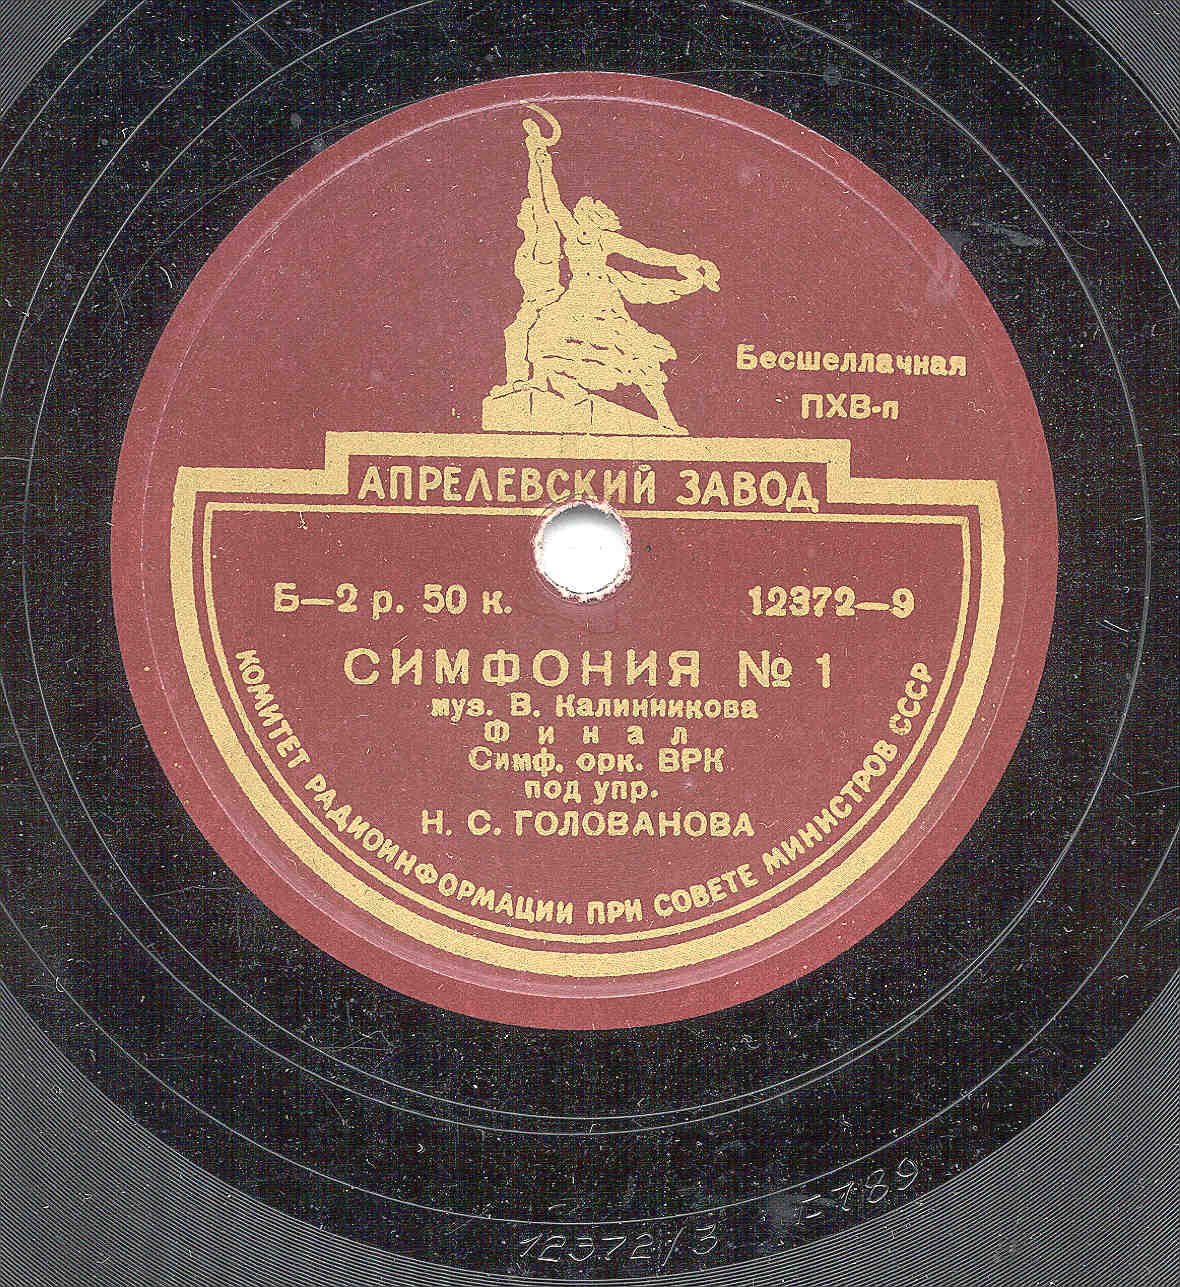 Бесшеллачная
ПХВ-п
АПРЕЛЕВСКИЙ ЗАВОД
Б—2 р. 50 к.
12372—9
СИМФОНИЯ № 1
муз. В. Калинникова
Финал
Симф. орк. ВРК
под упр.
Н. С. ГОЛОВАНОВА
КОМИТЕТ РАДИОИНФОРМАЦИИ ПРИ СОВЕТЕ МИНИСТРОВ СССР
12372/3